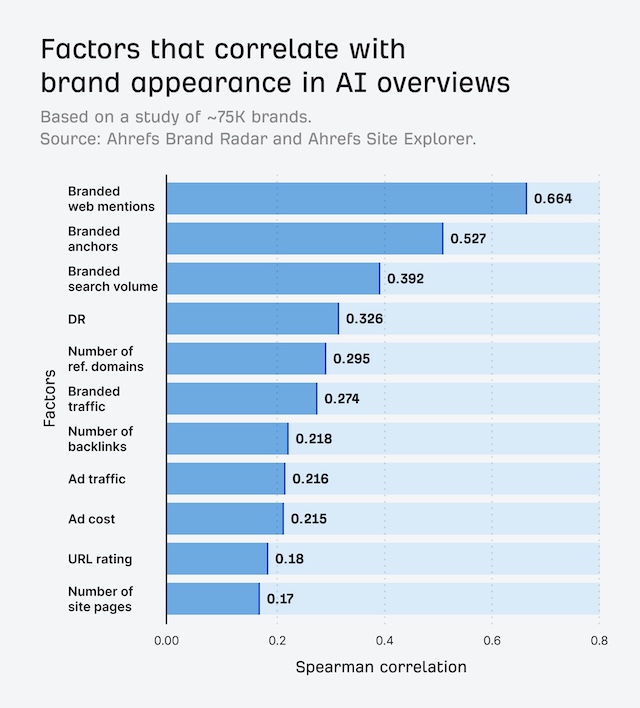 Factors that correlate with
brand appearance in AI overviews
Based on a study of ~75K brands.
Source: Ahrefs Brand Radar and Ahrefs Site Explorer.
Factors
Branded
web mentions
0.664
Branded
anchors
0.527
Branded
search volume
0.392
DR
0.326
Number of
ref. domains
0.295
Branded
traffic
0.274
Number of
backlinks
0.218
Ad traffic
0.216
Ad cost
0.215
URL rating
0.18
Number of
site pages
0.17
0.00 0.2 0.4 0.6 0.8
Spearman correlation